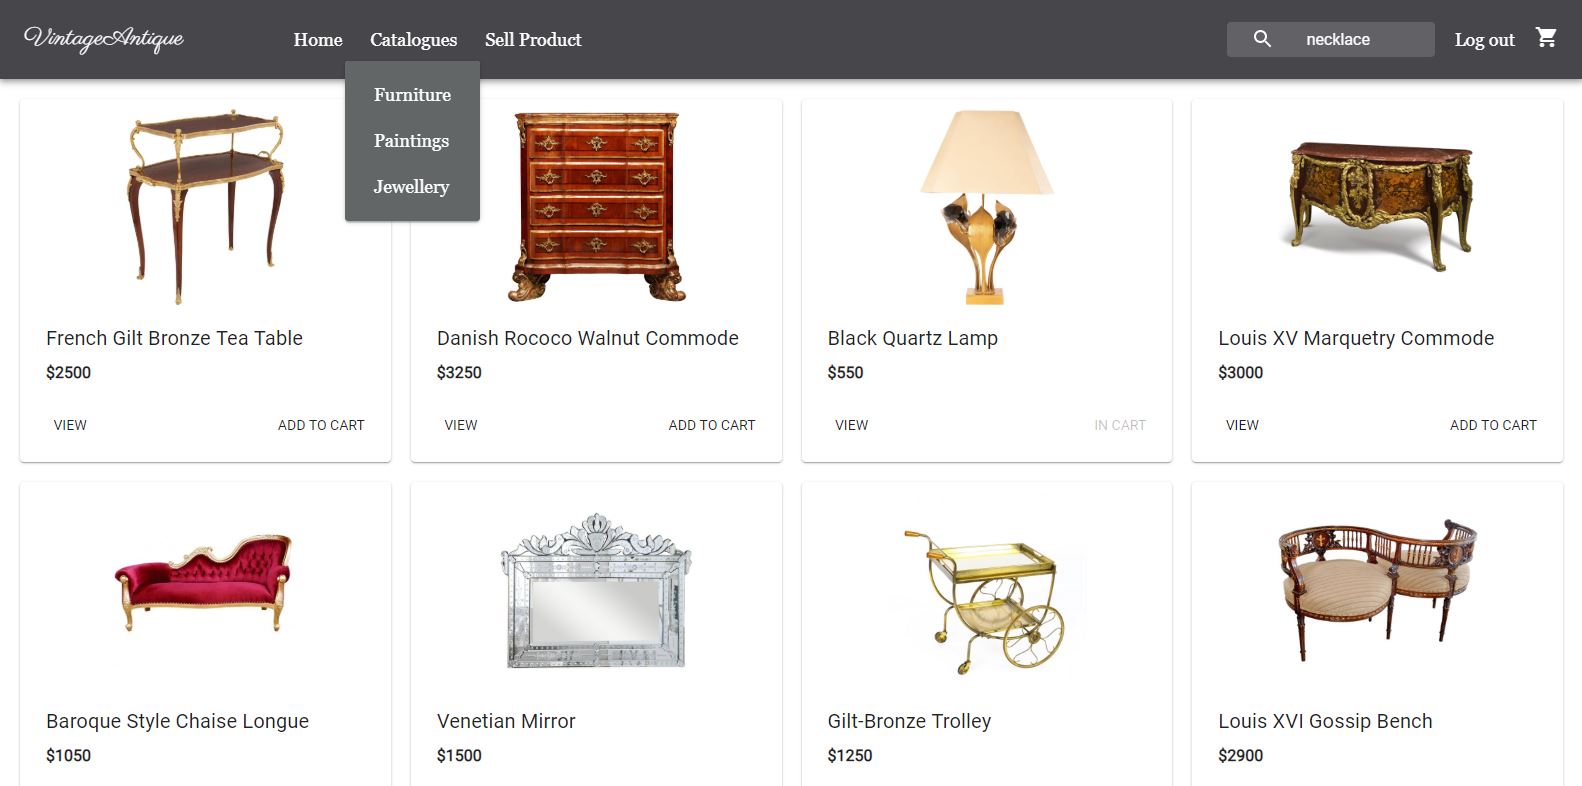 VintageAntique Home Catalogues Sell Product necklace Log out
Furniture
Paintings
Jewellery
French Gilt Bronze Tea Table
$2500
VIEW ADD TO CART
Danish Rococo Walnut Commode
$3250
VIEW ADD TO CART
Black Quartz Lamp
$550
VIEW IN CART
Louis XV Marquetry Commode
$3000
VIEW ADD TO CART
Baroque Style Chaise Longue
$1050
Venetian Mirror
$1500
Gilt-Bronze Trolley
$1250
Louis XVI Gossip Bench
$2900